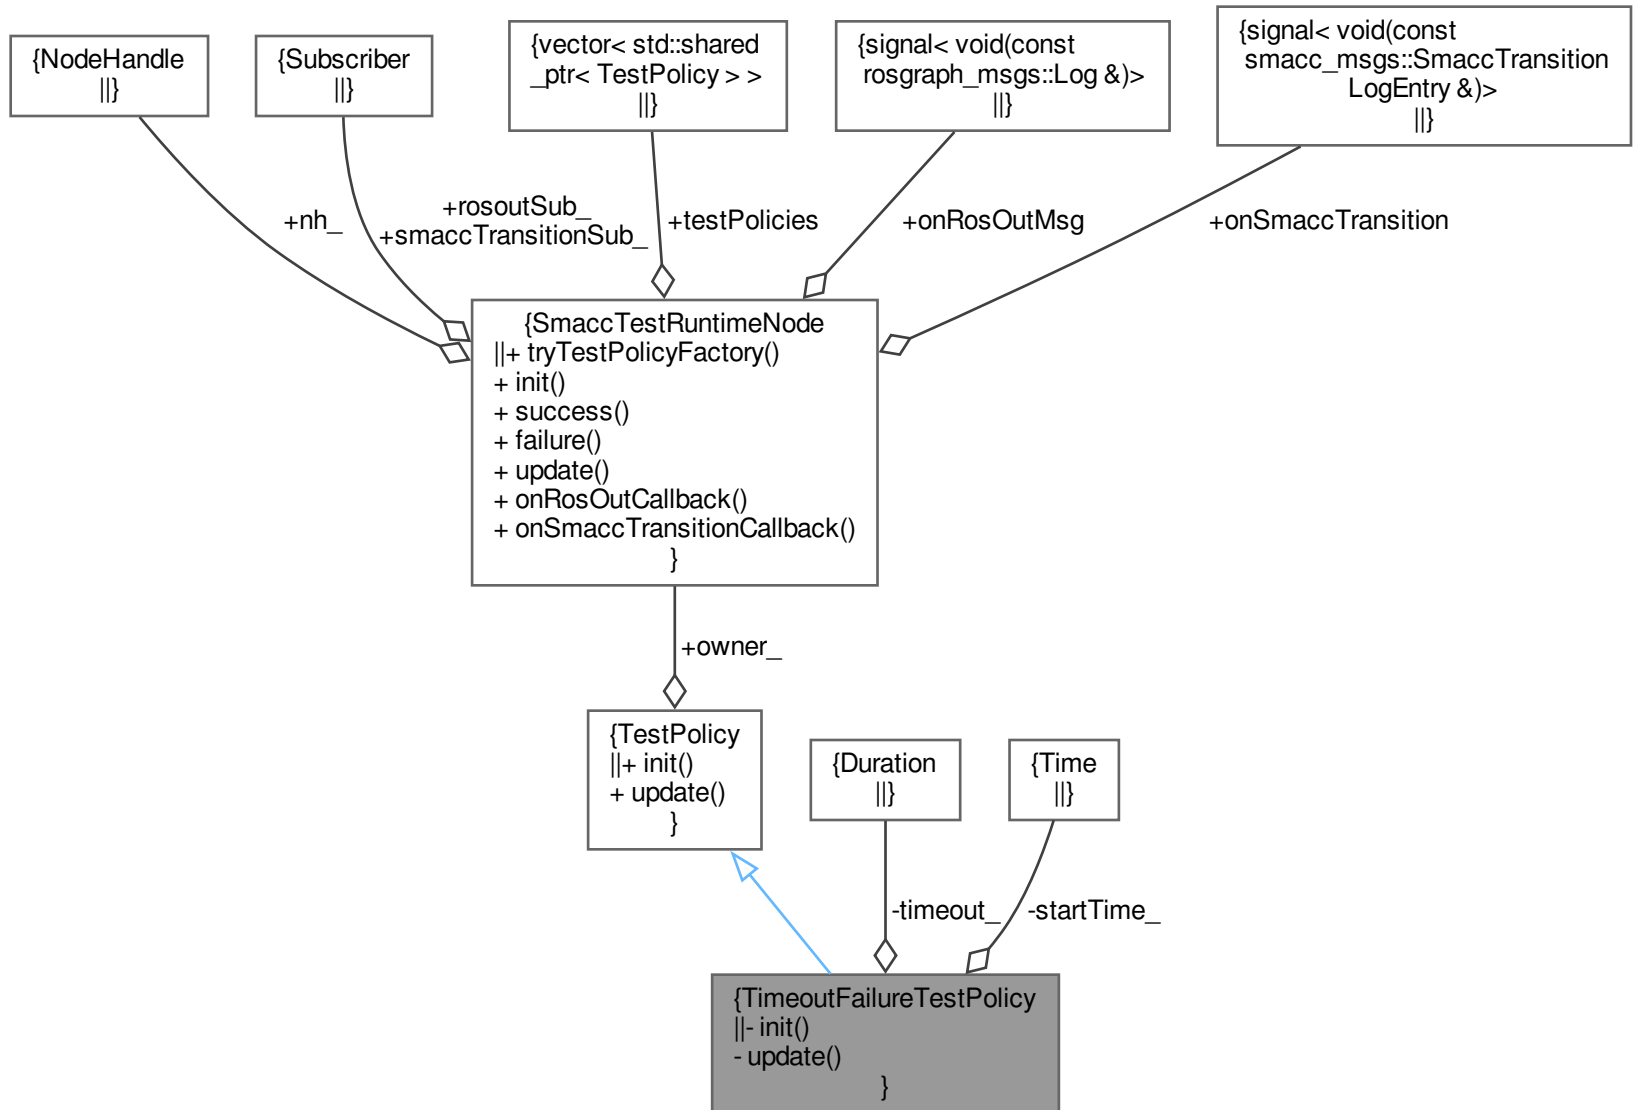 {NodeHandle
||}
{Subscriber
||}
{vector< std::shared
_ptr< TestPolicy > >
||}
{signal< void(const
rosgraph_msgs::Log &)>
||}
{signal< void(const
smacc_msgs::SmaccTransition
LogEntry &)>
||}
+nh_
+rosoutSub_
+smaccTransitionSub_
+testPolicies
+onRosOutMsg
+onSmaccTransition
{SmaccTestRuntimeNode
||+ tryTestPolicyFactory()
+ init()
+ success()
+ failure()
+ update()
+ onRosOutCallback()
+ onSmaccTransitionCallback()
}
+owner_
{TestPolicy
||+ init()
+ update()
}
{Duration
||}
{Time
||}
-timeout_
-startTime_
{TimeoutFailureTestPolicy
||- init()
- update()
}